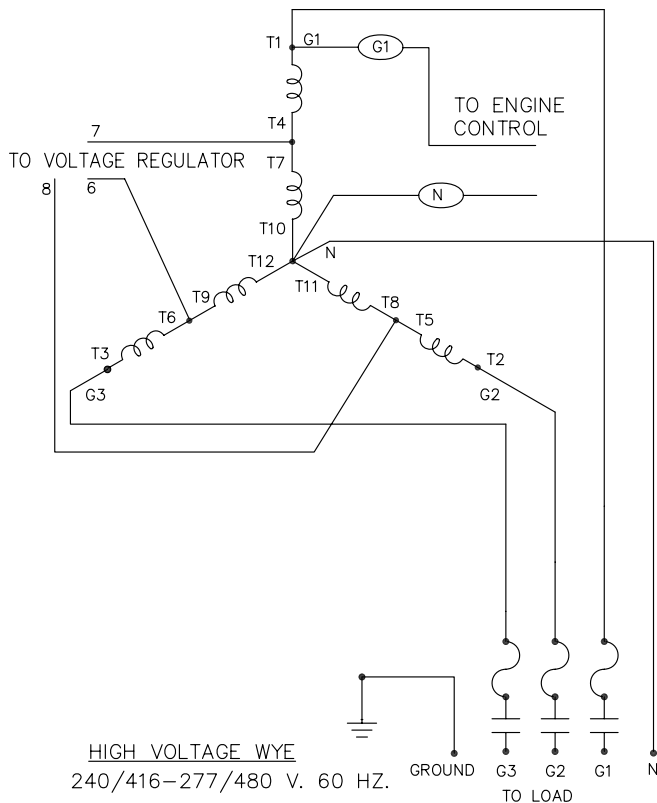 T1
G1
G1
TO ENGINE
CONTROL
T4
7
TO VOLTAGE REGULATOR
T7
8
6
N
T10
N
T12
T11
T9
T8
T6
T5
T3
T2
G3
G2
HIGH VOLTAGE WYE
240/416-277/480 V. 60 HZ.
GROUND
G3
G2
G1
N
TO LOAD